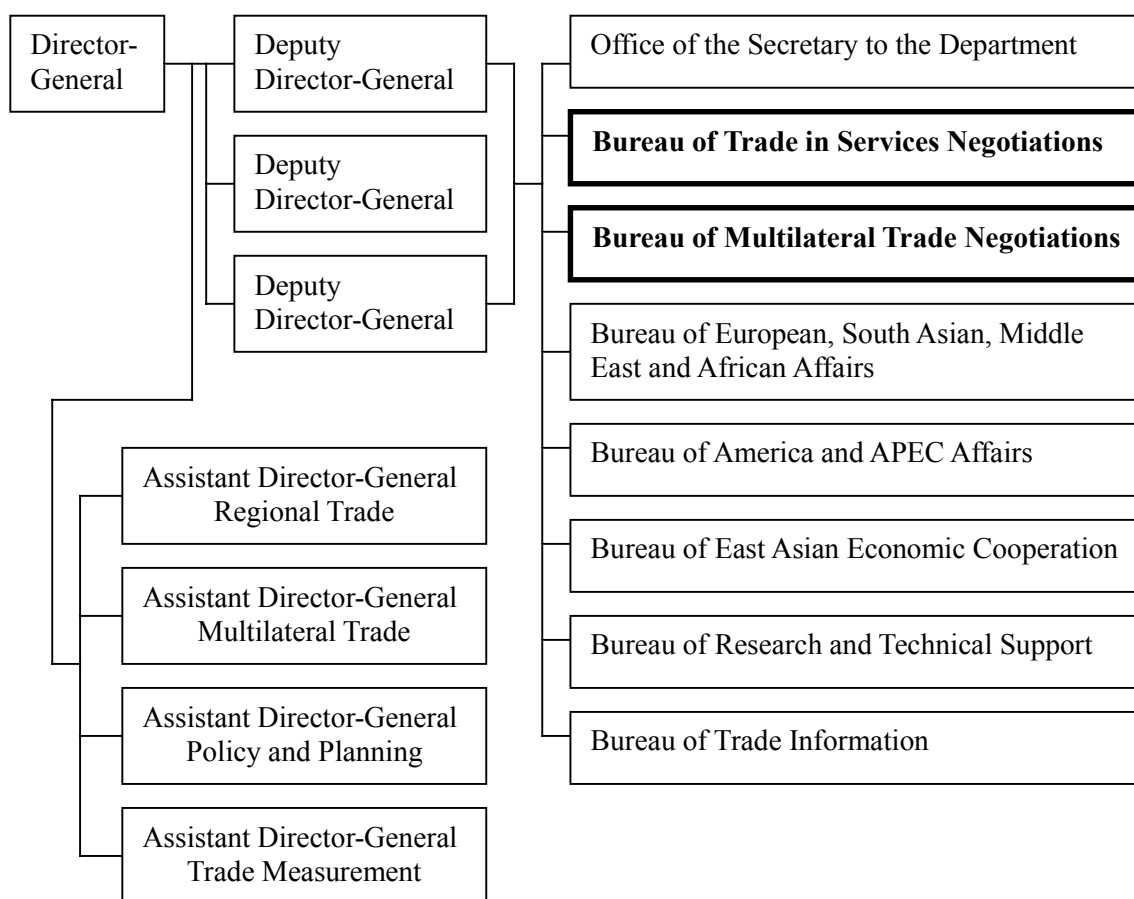 Director-
General
Deputy
Director-General
Deputy
Director-General
Deputy
Director-General
Assistant Director-General
Regional Trade
Assistant Director-General
Multilateral Trade
Assistant Director-General
Policy and Planning
Assistant Director-General
Trade Measurement
Office of the Secretary to the Department
Bureau of Trade in Services Negotiations
Bureau of Multilateral Trade Negotiations
Bureau of European, South Asian, Middle
East and African Affairs
Bureau of America and APEC Affairs
Bureau of East Asian Economic Cooperation
Bureau of Research and Technical Support
Bureau of Trade Information